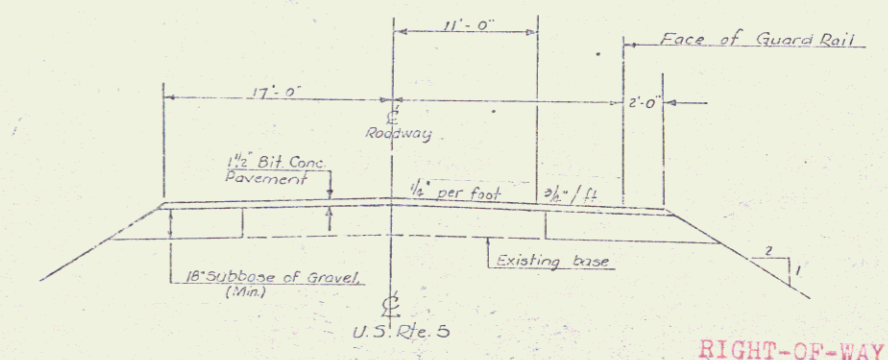 11'-0"
Face of Guard Rail
17'-0"
2'-0"
℄
Roadway
1½" Bit. Conc.
Pavement
1/4" per foot
3/4"/ft
Existing base
2
1
18" Subbase of Gravel,
(Min.)
℄
U.S. Rte. 5
RIGHT-OF-WAY